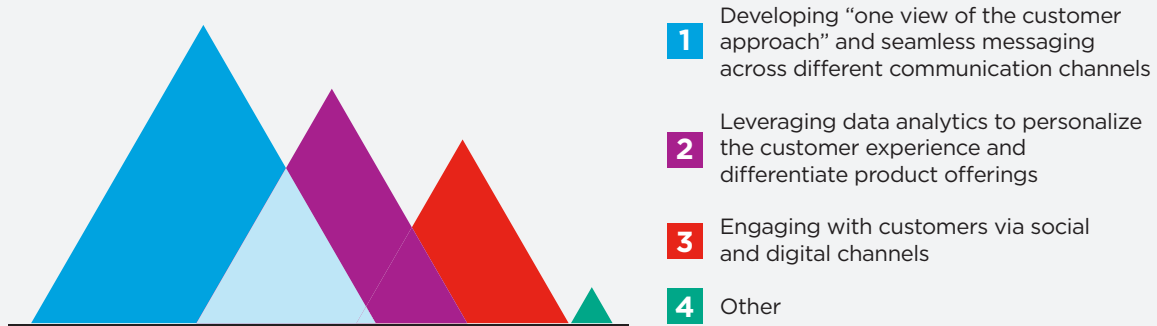 1
Developing “one view of the customer
approach” and seamless messaging
across different communication channels
2
Leveraging data analytics to personalize
the customer experience and
differentiate product offerings
3
Engaging with customers via social
and digital channels
4
Other